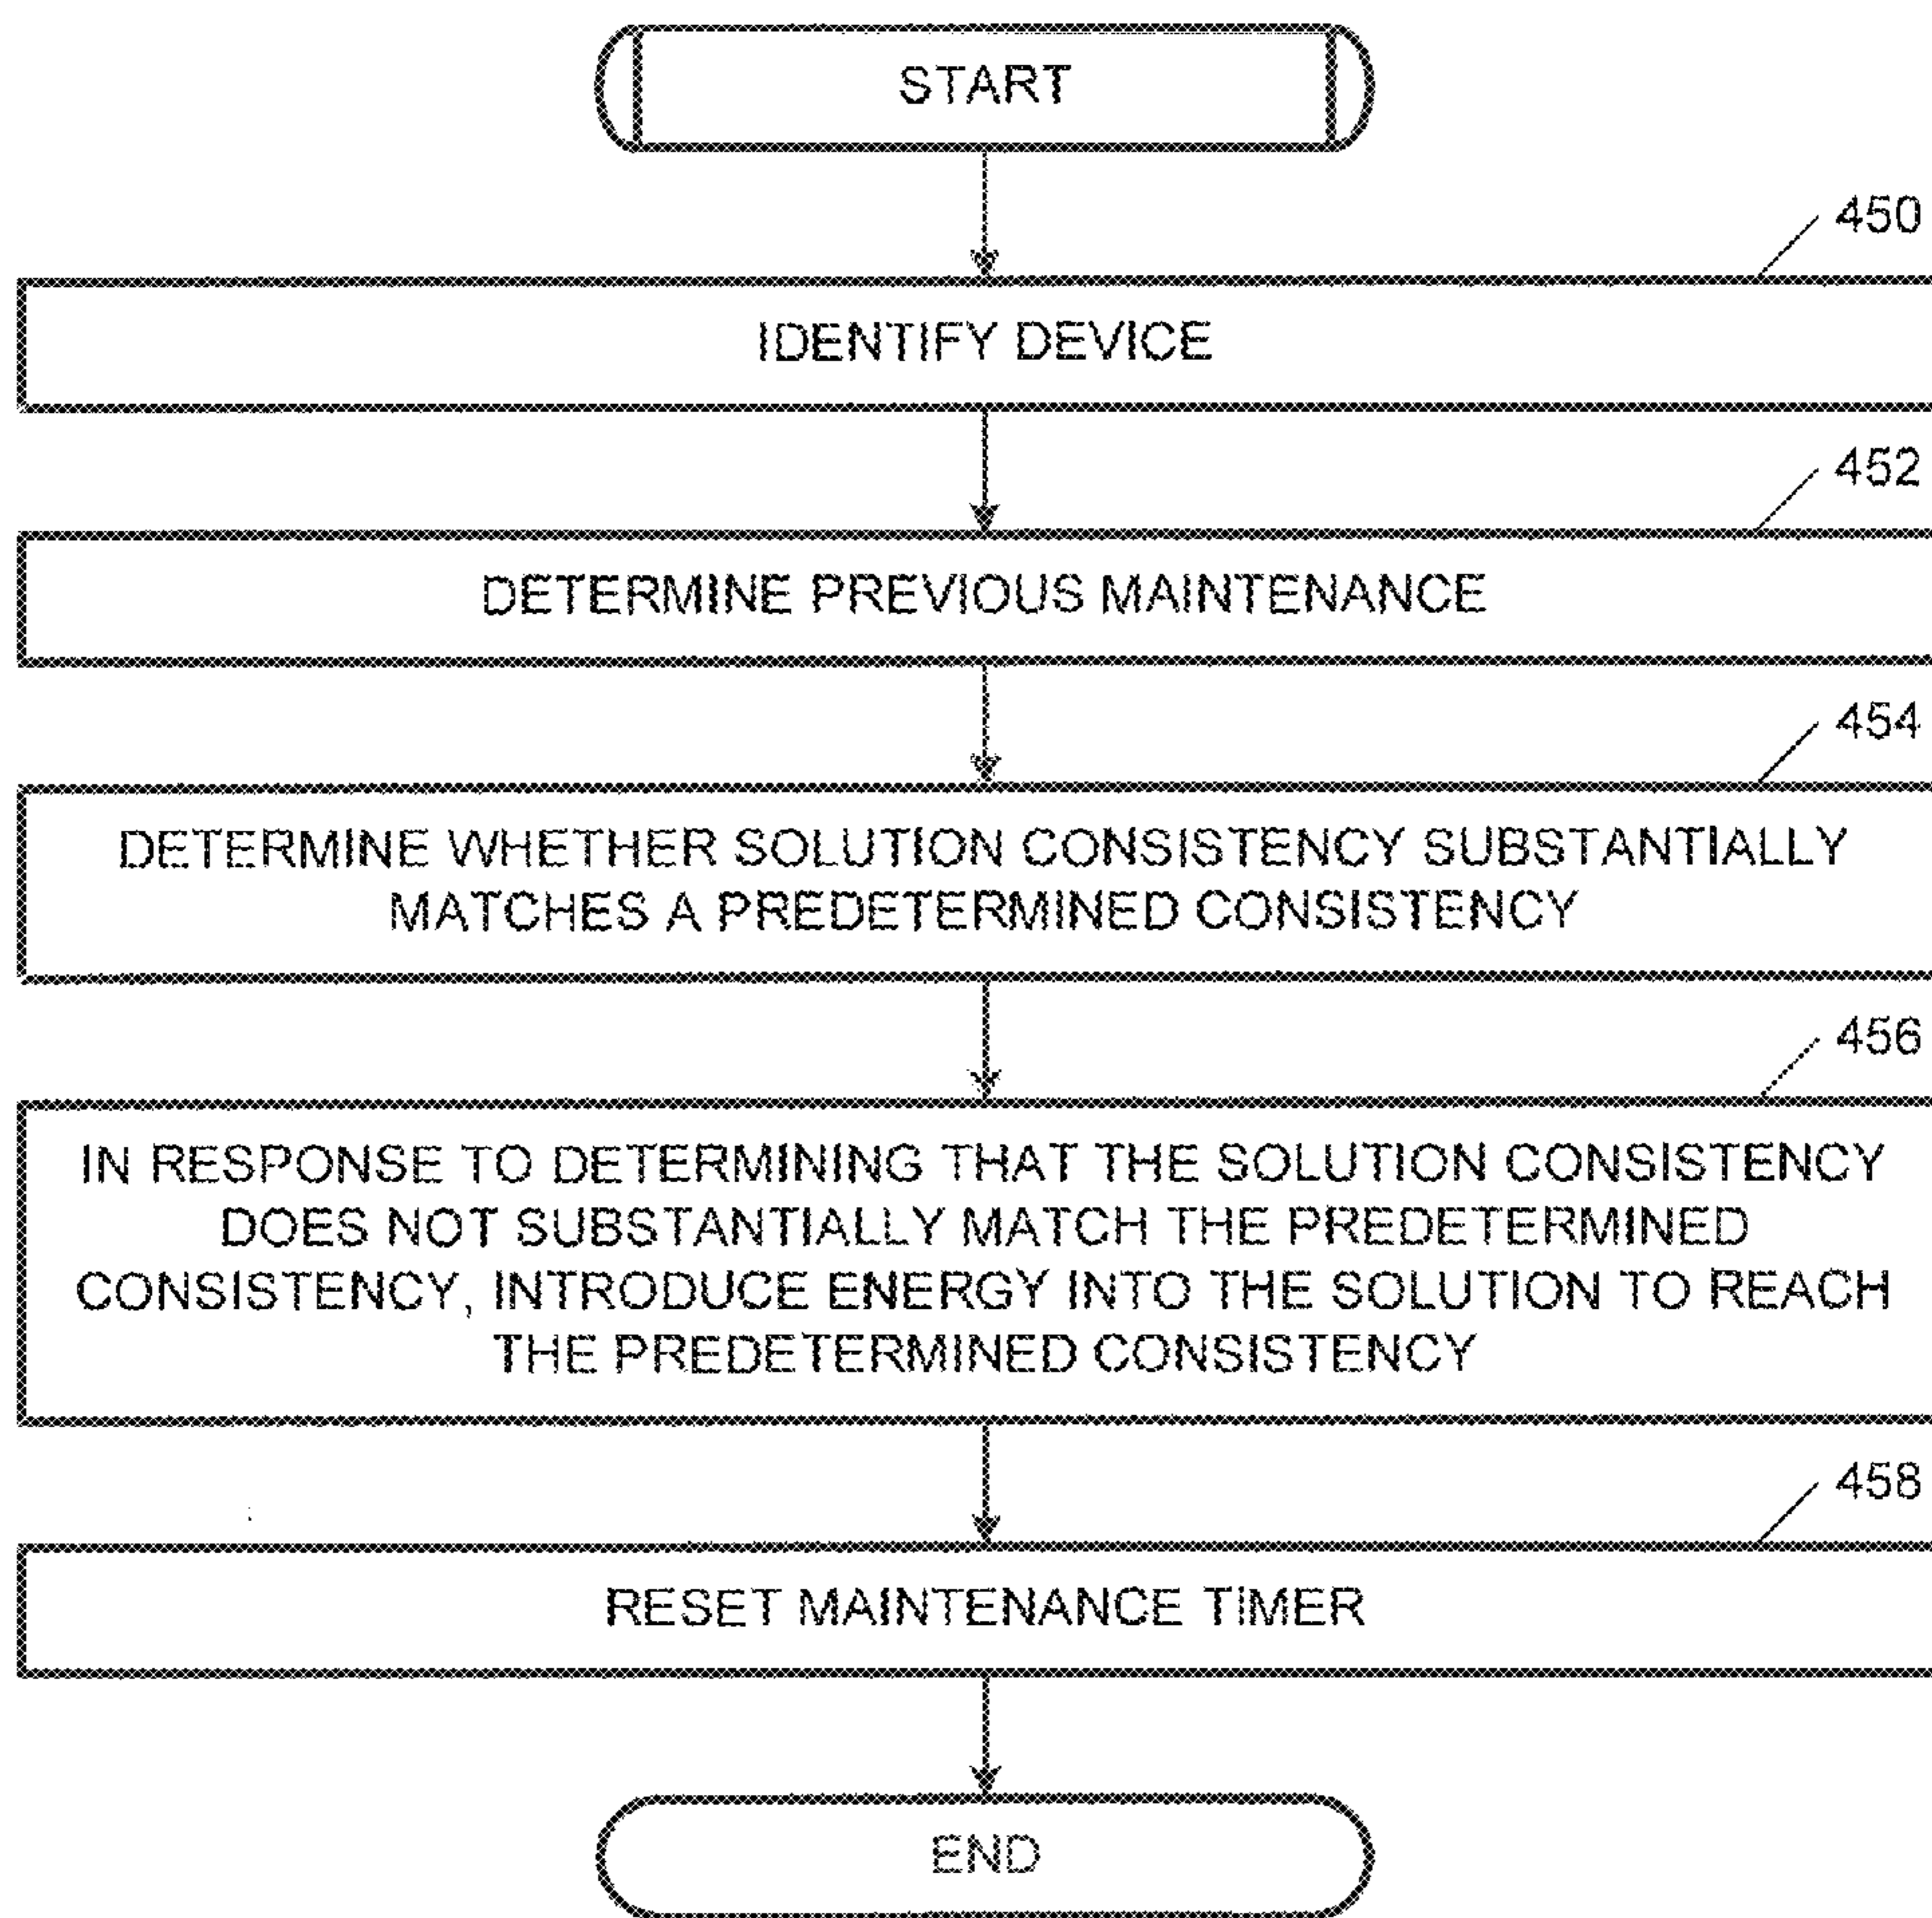 START
450
IDENTIFY DEVICE
452
DETERMINE PREVIOUS MAINTENANCE
454
DETERMINE WHETHER SOLUTION CONSISTENCY SUBSTANTIALLY
MATCHES A PREDETERMINED CONSISTENCY
456
IN RESPONSE TO DETERMINING THAT THE SOLUTION CONSISTENCY
DOES NOT SUBSTANTIALLY MATCH THE PREDETERMINED
CONSISTENCY, INTRODUCE ENERGY INTO THE SOLUTION TO REACH
THE PREDETERMINED CONSISTENCY
458
RESET MAINTENANCE TIMER
END